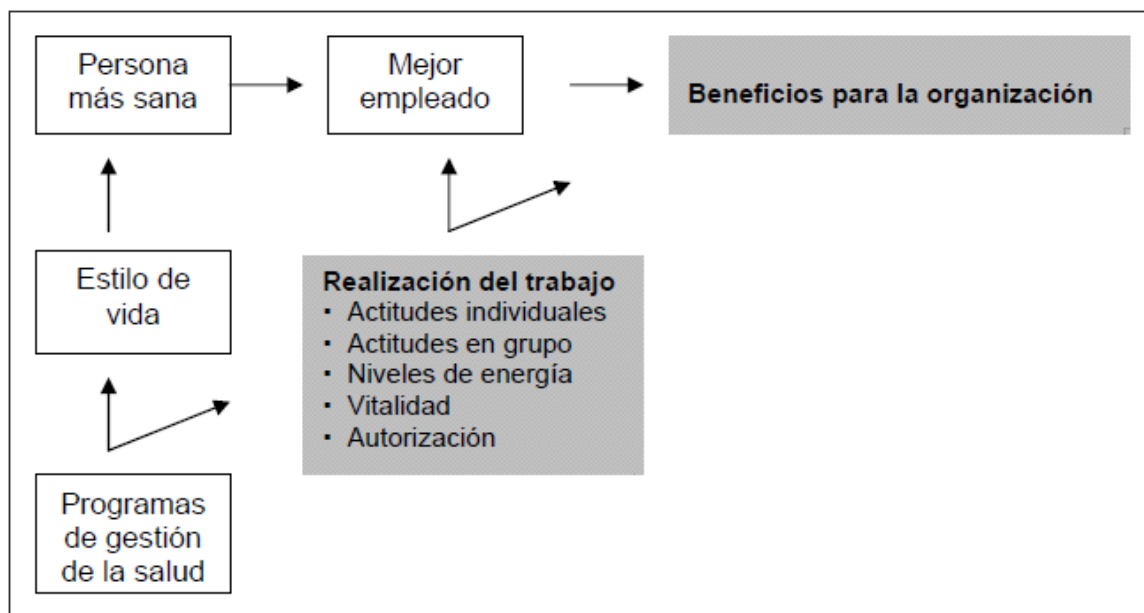 Persona
más sana
Mejor
empleado
Beneficios para la organización
Estilo de
vida
Realización del trabajo
▪ Actitudes individuales
▪ Actitudes en grupo
▪ Niveles de energía
▪ Vitalidad
▪ Autorización
Programas
de gestión
de la salud